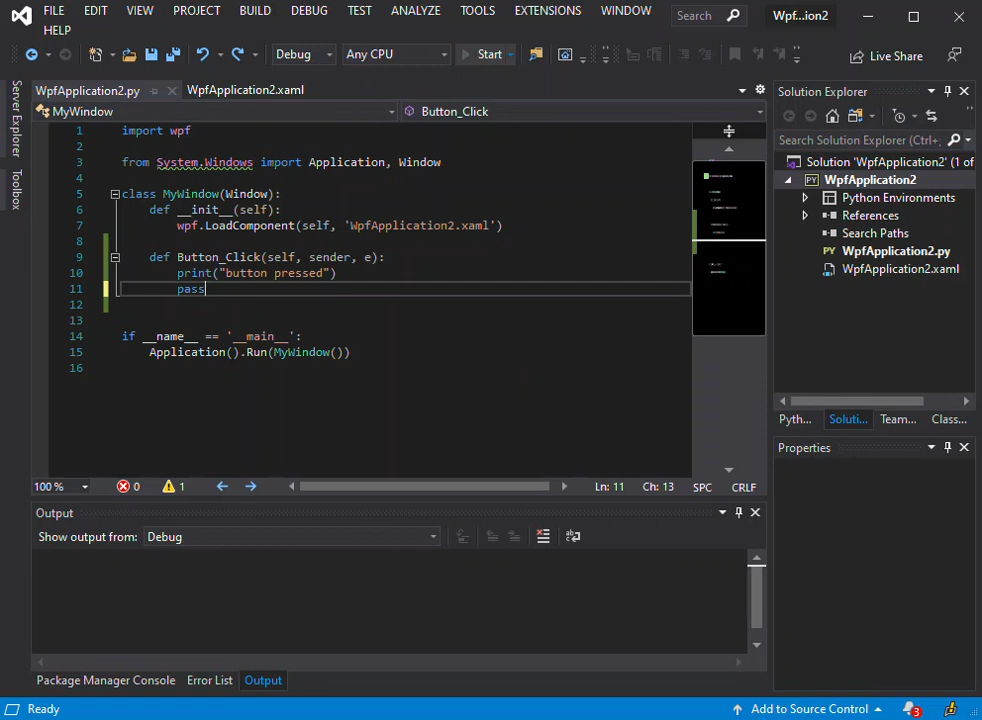 FILE EDIT VIEW PROJECT BUILD DEBUG TEST ANALYZE TOOLS EXTENSIONS WINDOW Search Wpf...ion2
HELP
Debug Any CPU Start Live Share
Server Explorer
Toolbox
WpfApplication2.py WpfApplication2.xaml
MyWindow Button_Click
1 import wpf
2
3 from System.Windows import Application, Window
4
5 class MyWindow(Window):
6 def __init__(self):
7 wpf.LoadComponent(self, 'WpfApplication2.xaml')
8
9 def Button_Click(self, sender, e):
10 print("button pressed")
11 pass
12
13
14 if __name__ == '__main__':
15 Application().Run(MyWindow())
16
100 % 0 1 Ln: 11 Ch: 13 SPC CRLF
Output
Show output from: Debug
Package Manager Console Error List Output
Solution Explorer
Search Solution Explorer (Ctrl+;
Solution 'WpfApplication2' (1 of
PY WpfApplication2
Python Environments
References
Search Paths
WpfApplication2.py
WpfApplication2.xaml
Pyth... Soluti... Team... Class...
Properties
Ready Add to Source Control 3